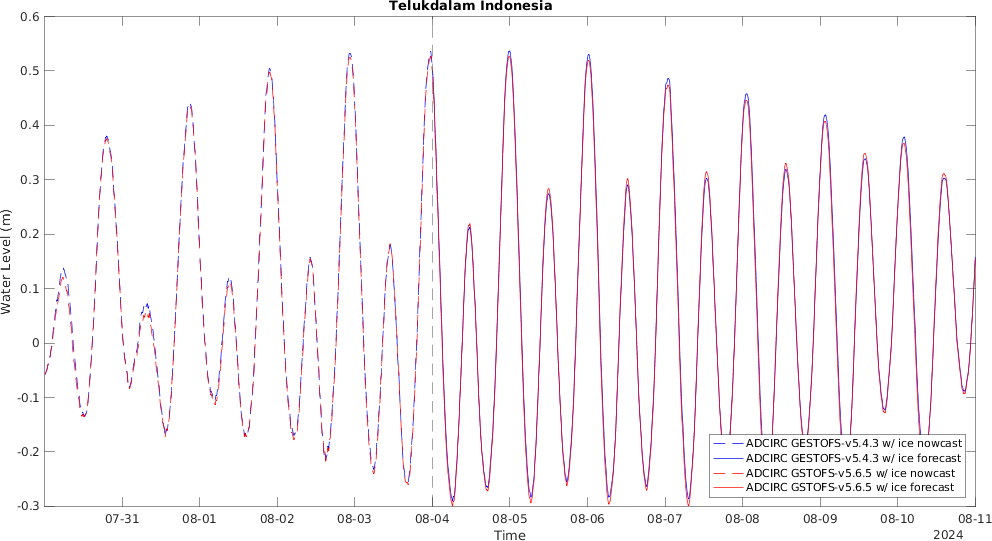 Telukdalam Indonesia
0.6
0.5
0.4
0.3
0.2
0.1
0
-0.1
-0.2
-0.3
Water Level (m)
07-31 08-01 08-02 08-03 08-04 08-05 08-06 08-07 08-08 08-09 08-10 08-11
Time
2024
ADCIRC GESTOFS-v5.4.3 w/ ice nowcast
ADCIRC GESTOFS-v5.4.3 w/ ice forecast
ADCIRC GSTOFS-v5.6.5 w/ ice nowcast
ADCIRC GSTOFS-v5.6.5 w/ ice forecast